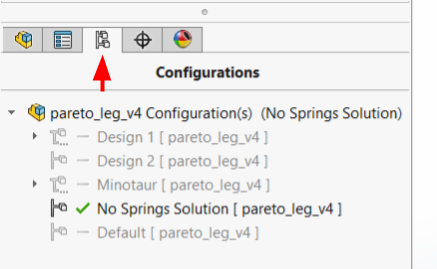 Configurations
pareto_leg_v4 Configuration(s) (No Springs Solution)
Design 1 [ pareto_leg_v4 ]
Design 2 [ pareto_leg_v4 ]
Minotaur [ pareto_leg_v4 ]
No Springs Solution [ pareto_leg_v4 ]
Default [ pareto_leg_v4 ]